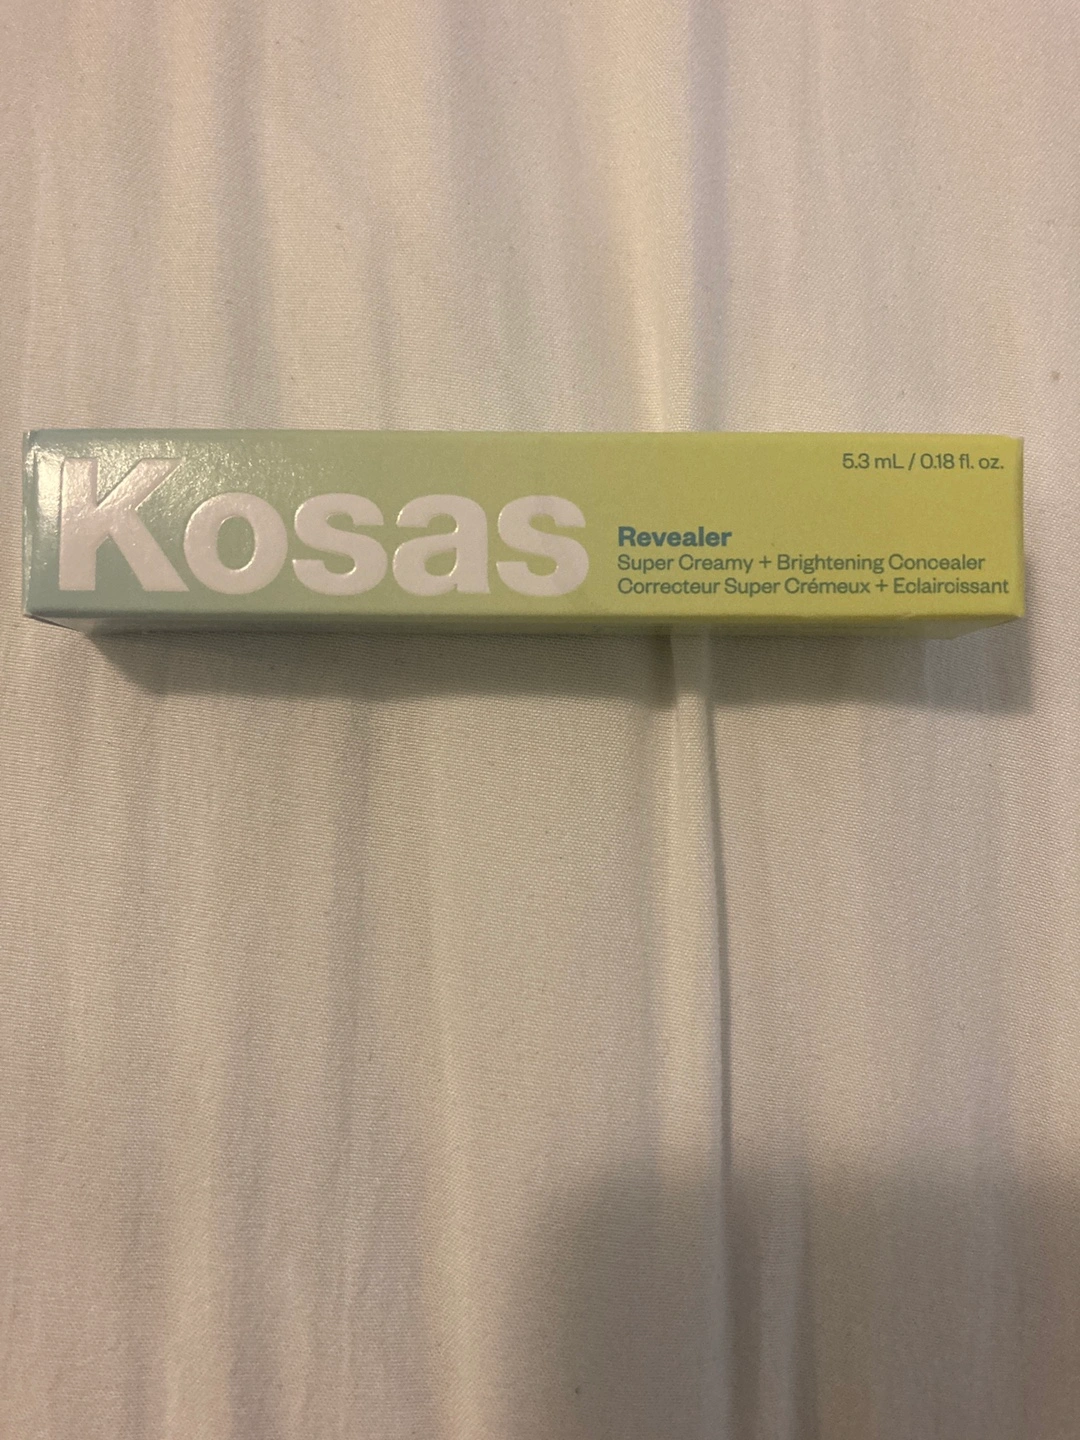 Kosas
5.3 mL / 0.18 fl. oz.
Revealer
Super Creamy + Brightening Concealer
Correcteur Super Crémeux + Eclaircissant